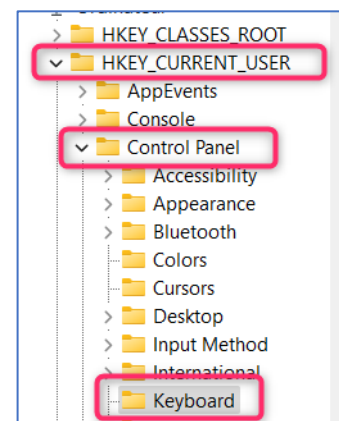 HKEY_CLASSES_ROOT
HKEY_CURRENT_USER
AppEvents
Console
Control Panel
Accessibility
Appearance
Bluetooth
Colors
Cursors
Desktop
Input Method
International
Keyboard